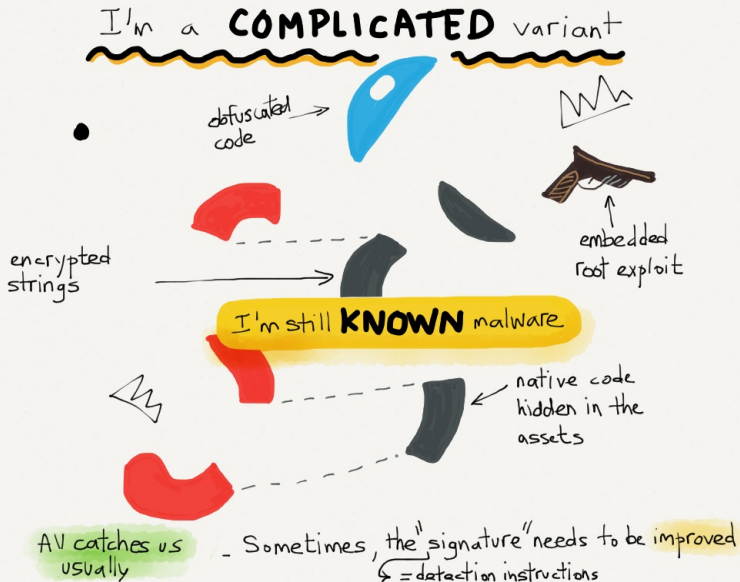 I'm a COMPLICATED variant
obfuscated
code
embedded
root exploit
encrypted
strings
I'm still KNOWN malware
native code
hidden in the
assets
AV catches us
usually
- Sometimes, the "signature" needs to be improved
= detection instructions